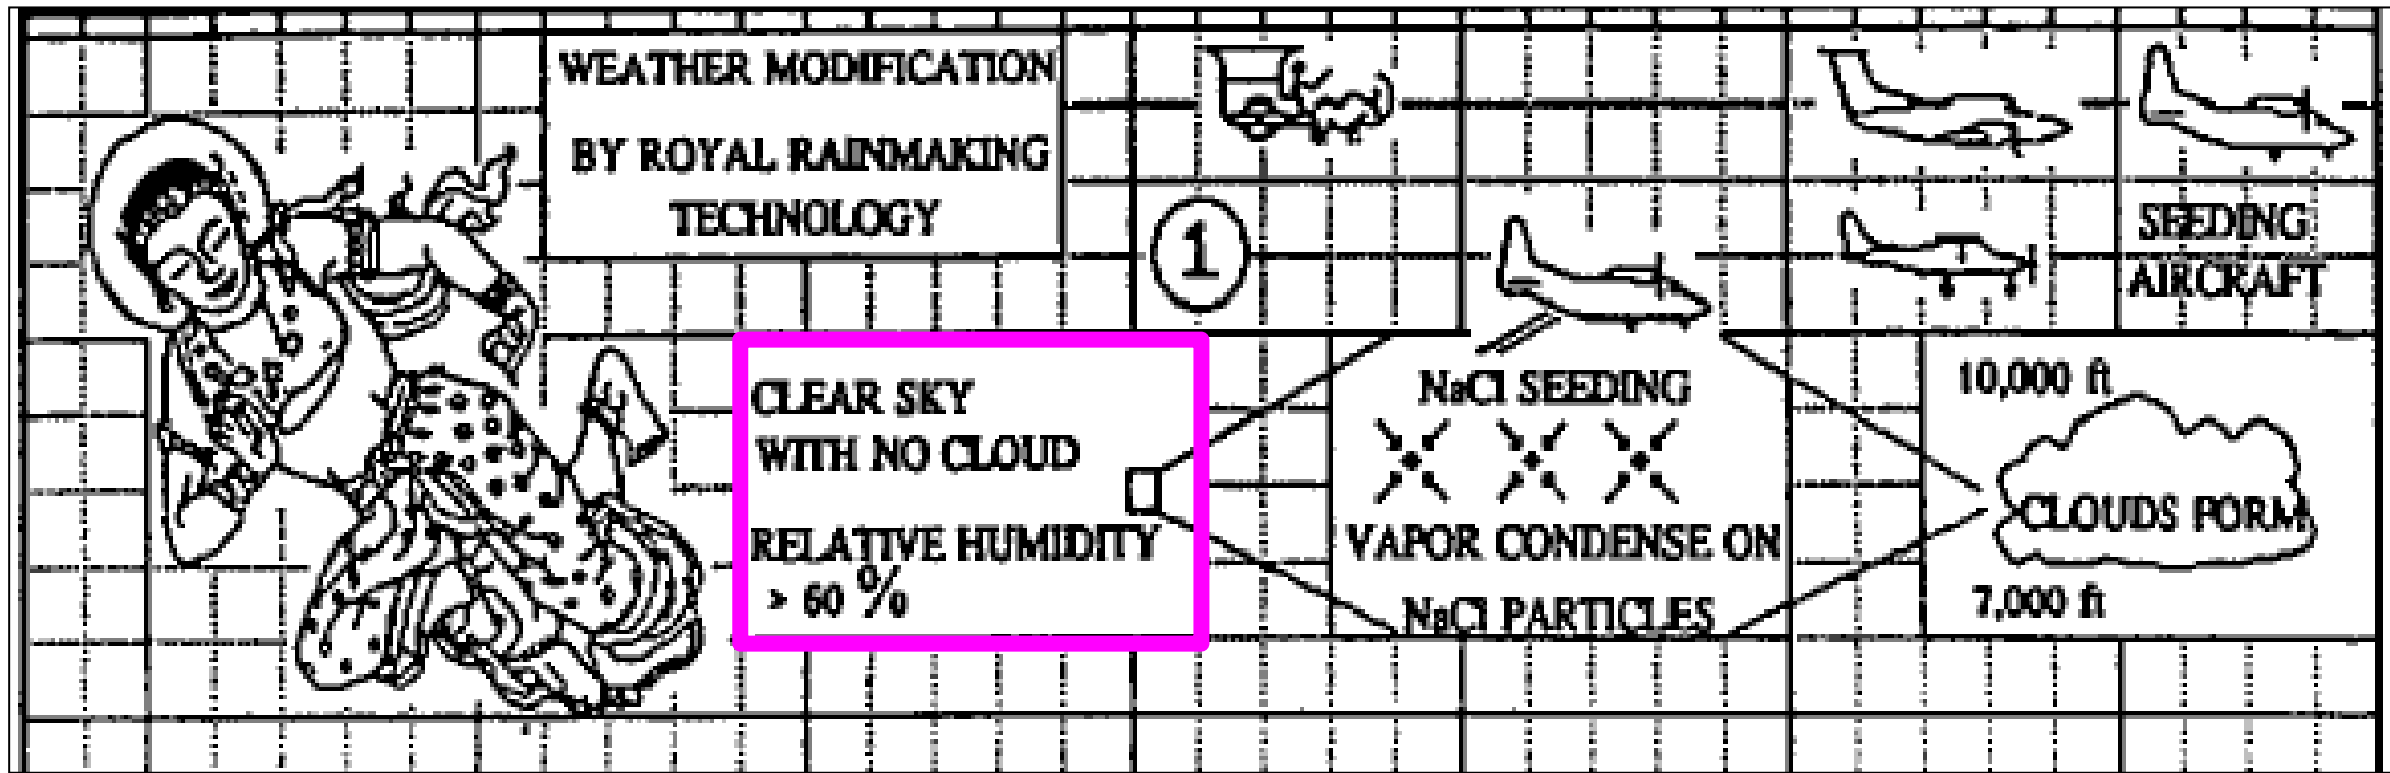 WEATHER MODIFICATION
BY ROYAL RAINMAKING
TECHNOLOGY
1
SEEDING
AIRCRAFT
CLEAR SKY
WITH NO CLOUD
RELATIVE HUMIDITY
> 60 %
NaCl SEEDING
VAPOR CONDENSE ON
NaCl PARTICLES
10,000 ft
CLOUDS FORM
7,000 ft